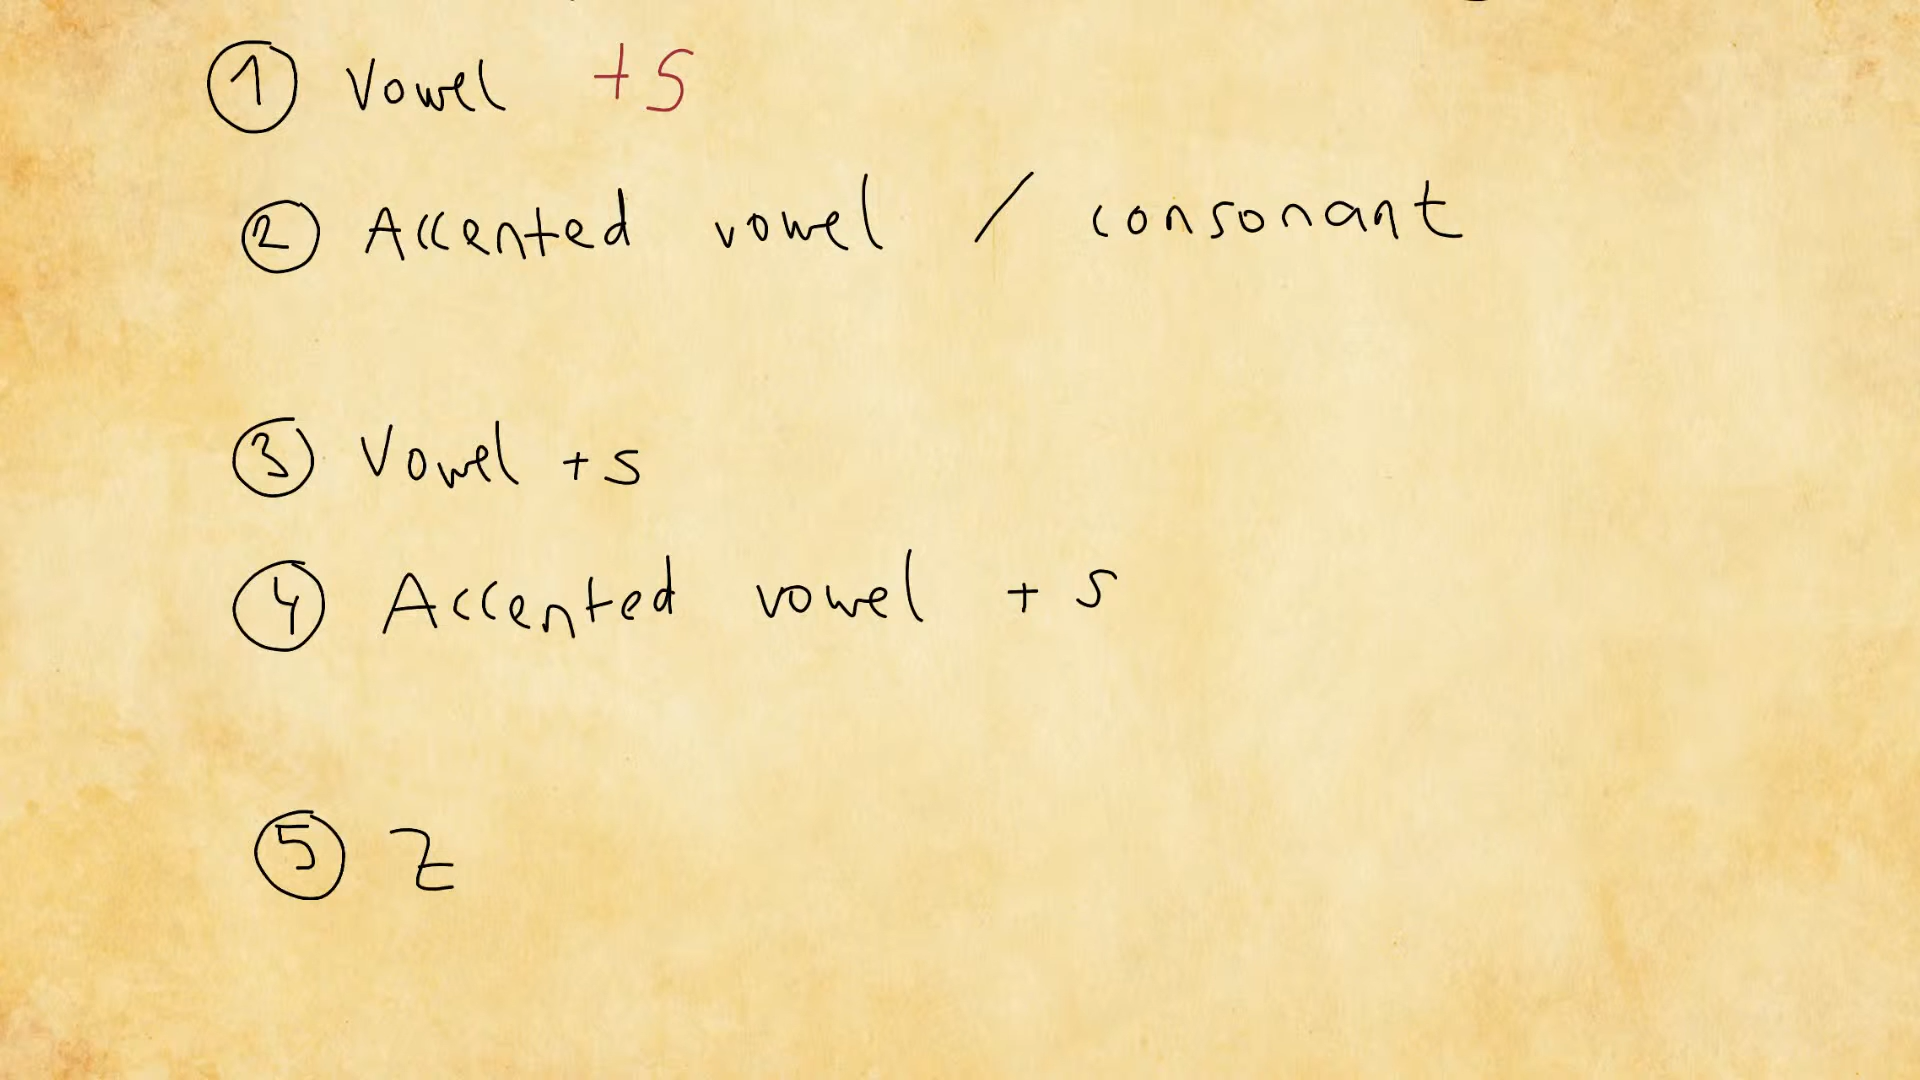 ① Vowel +S
② Accented vowel / consonant
③ Vowel +s
④ Accented vowel + s
⑤ Z